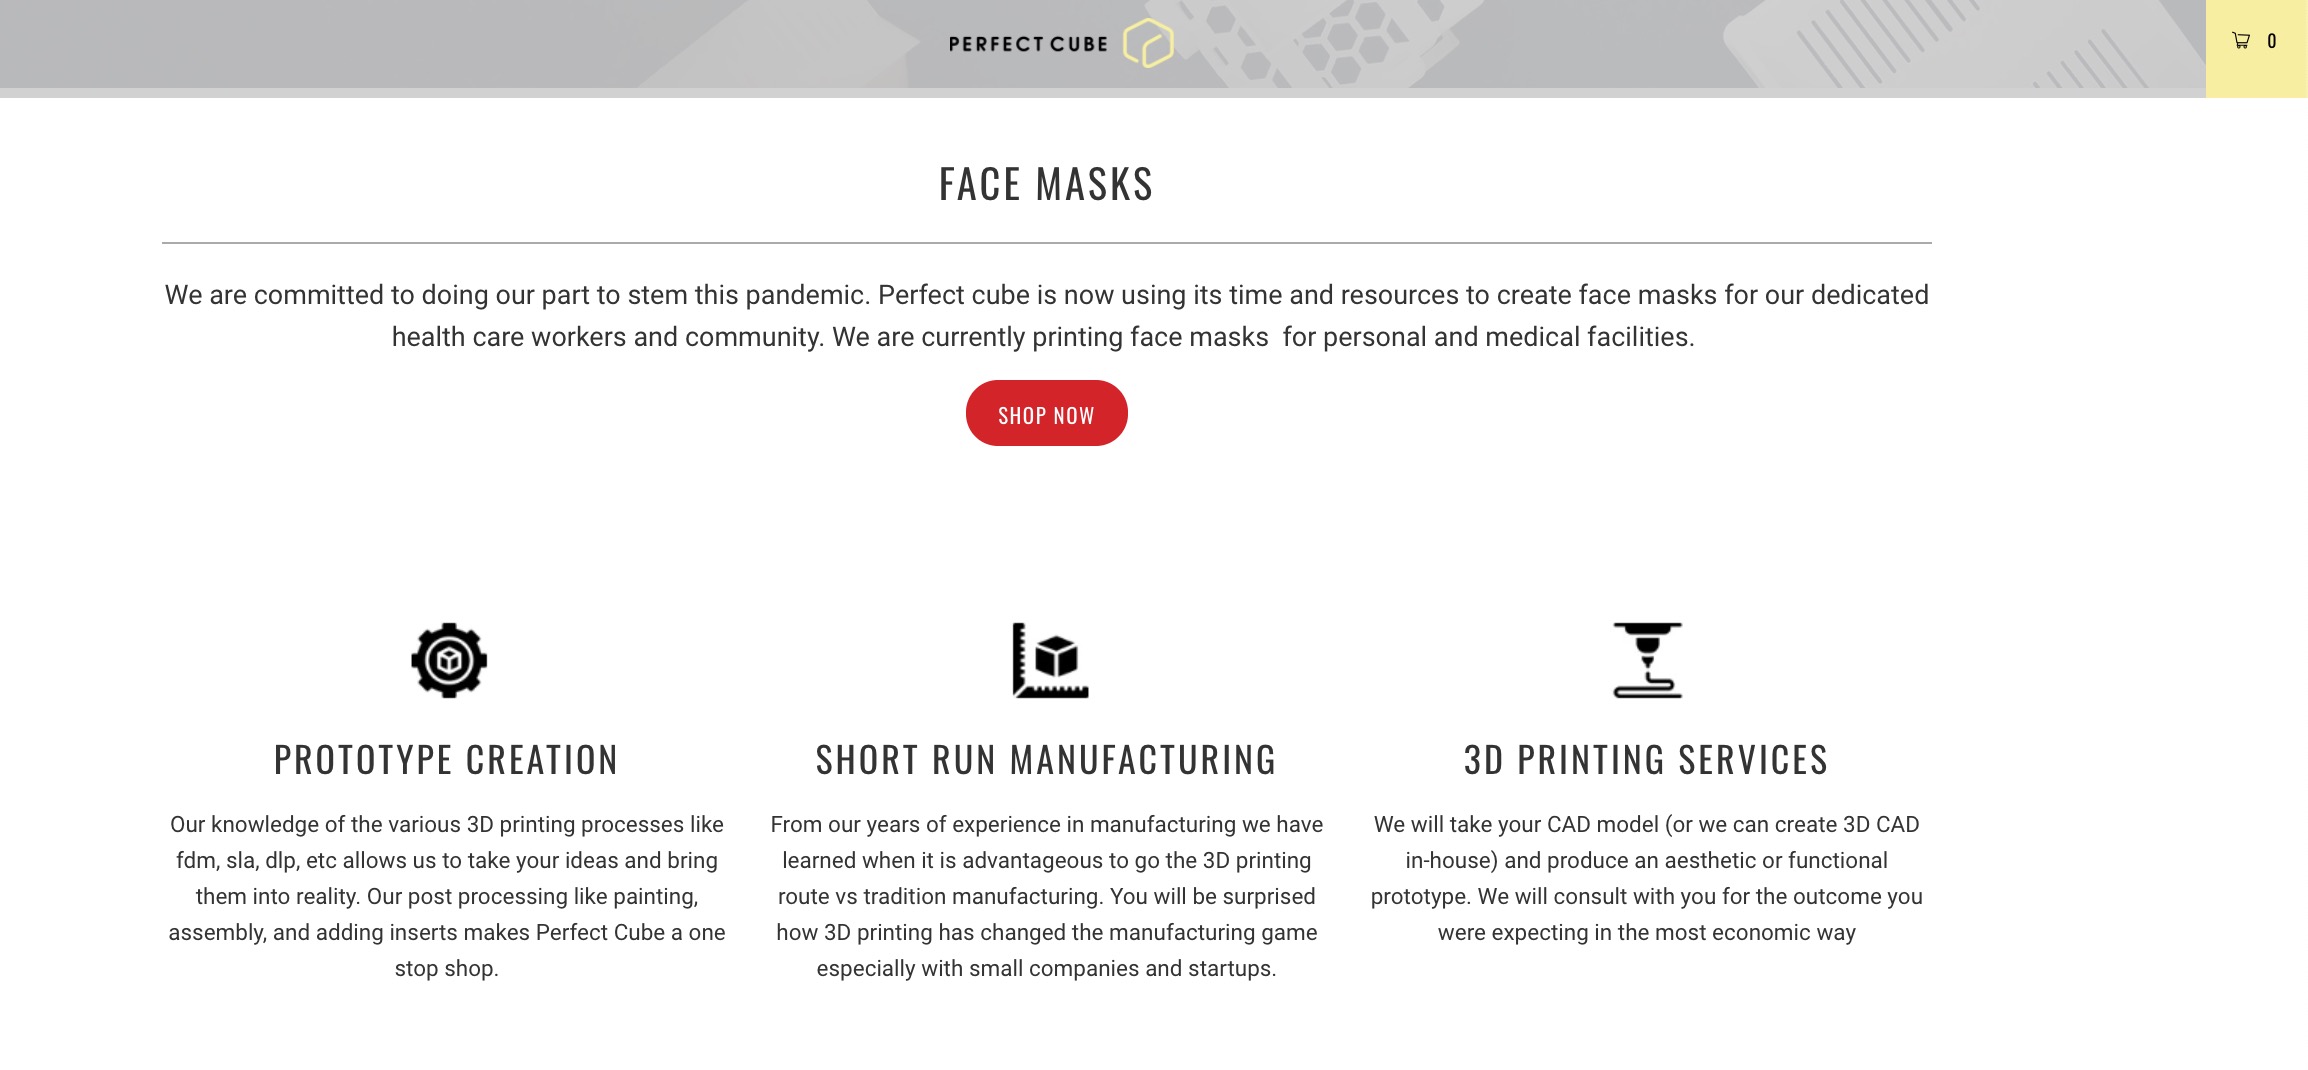 PERFECT CUBE
0
FACE MASKS
We are committed to doing our part to stem this pandemic. Perfect cube is now using its time and resources to create face masks for our dedicated
health care workers and community. We are currently printing face masks  for personal and medical facilities.
SHOP NOW
PROTOTYPE CREATION
Our knowledge of the various 3D printing processes like
fdm, sla, dlp, etc allows us to take your ideas and bring
them into reality. Our post processing like painting,
assembly, and adding inserts makes Perfect Cube a one
stop shop.
SHORT RUN MANUFACTURING
From our years of experience in manufacturing we have
learned when it is advantageous to go the 3D printing
route vs tradition manufacturing. You will be surprised
how 3D printing has changed the manufacturing game
especially with small companies and startups.
3D PRINTING SERVICES
We will take your CAD model (or we can create 3D CAD
in-house) and produce an aesthetic or functional
prototype. We will consult with you for the outcome you
were expecting in the most economic way